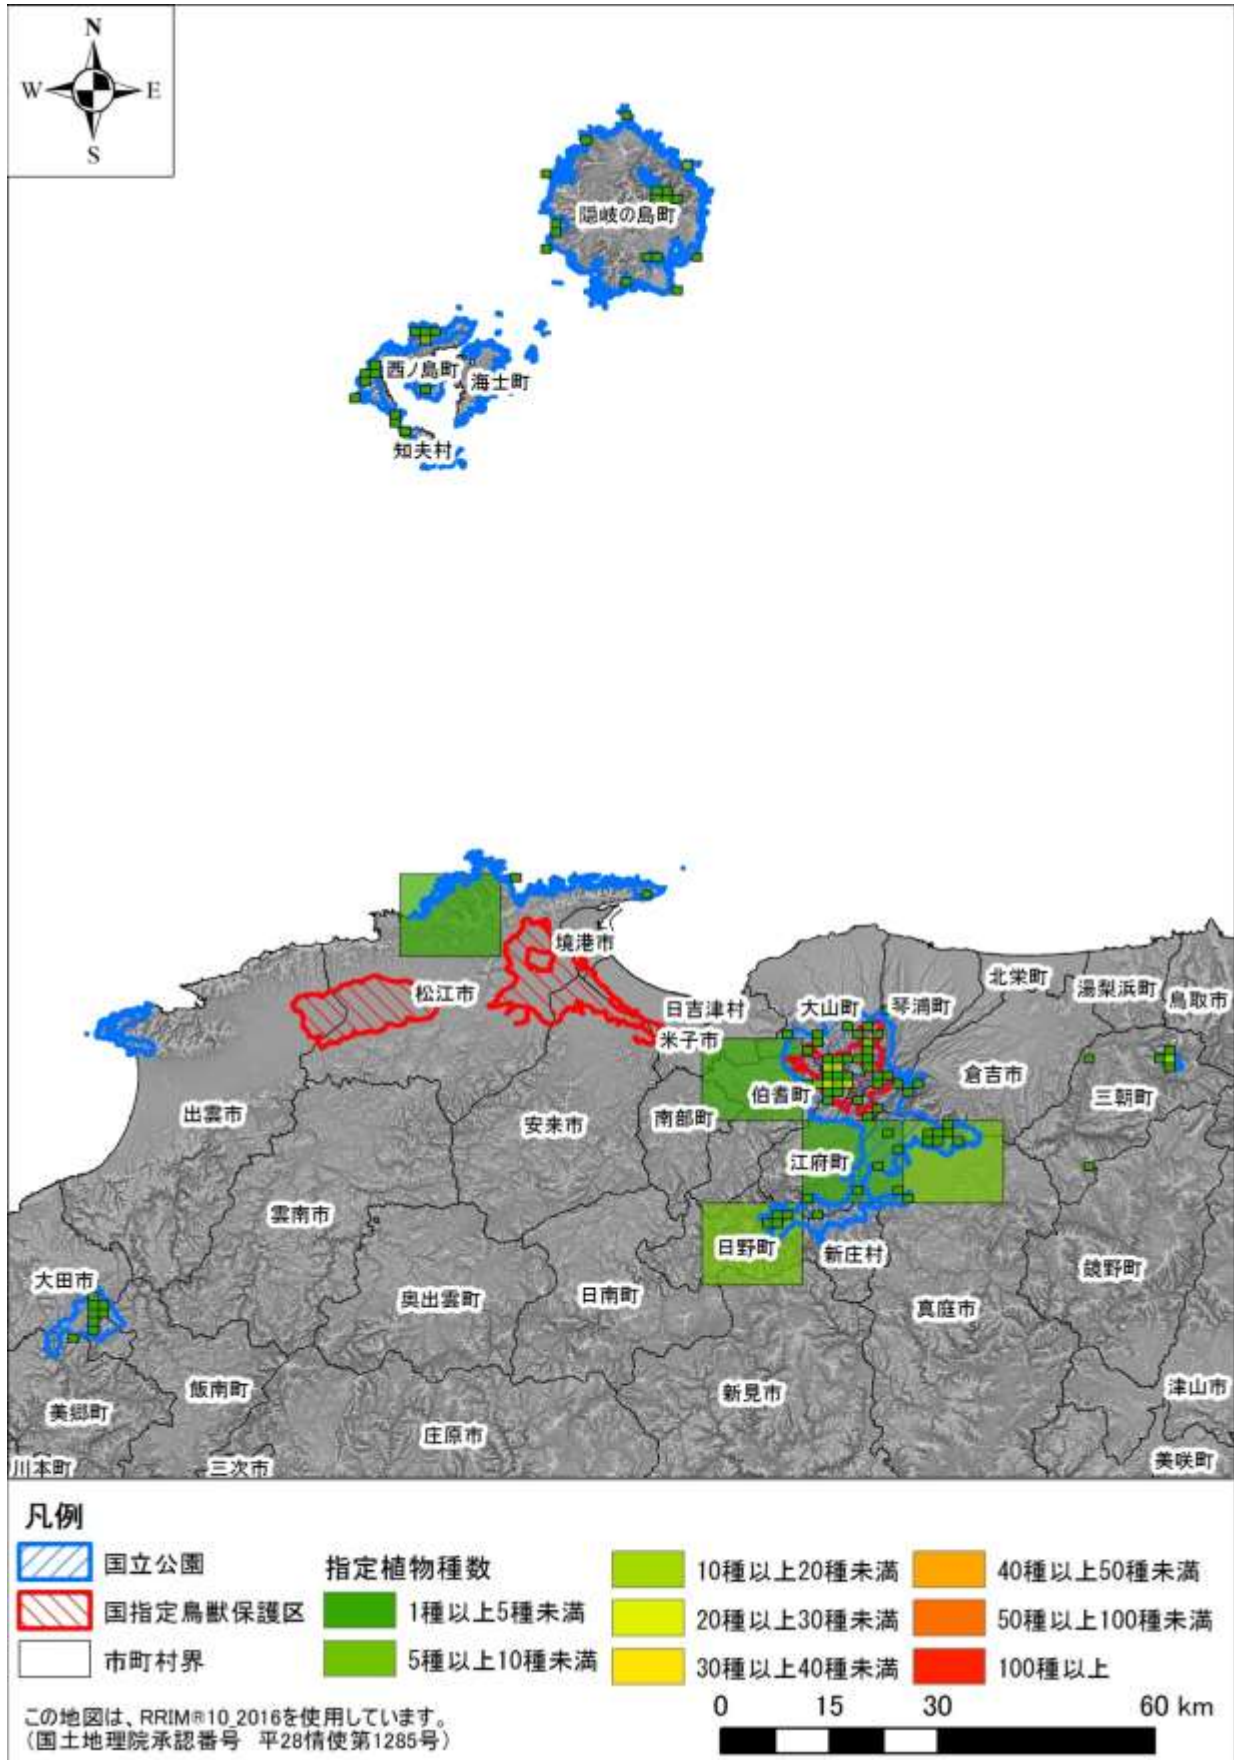 N
W E
S
隠岐の島町
西ノ島町
海士町
知夫村
境港市
松江市
日吉津村
米子市
大山町
琴浦町
北栄町
湯梨浜町
鳥取市
出雲市
安来市
南部町
伯耆町
倉吉市
三朝町
江府町
雲南市
日野町
新庄村
鏡野町
大田市
奥出雲町
日南町
真庭市
飯南町
新見市
津山市
美郷町
庄原市
川本町
三次市
美咲町
凡例
国立公園
国指定鳥獣保護区
市町村界
指定植物種数
1種以上5種未満
5種以上10種未満
10種以上20種未満
20種以上30種未満
30種以上40種未満
40種以上50種未満
50種以上100種未満
100種以上
この地図は、RRIM®10_2016を使用しています。
（国土地理院承認番号 平28情使第1285号）
0 15 30 60 km